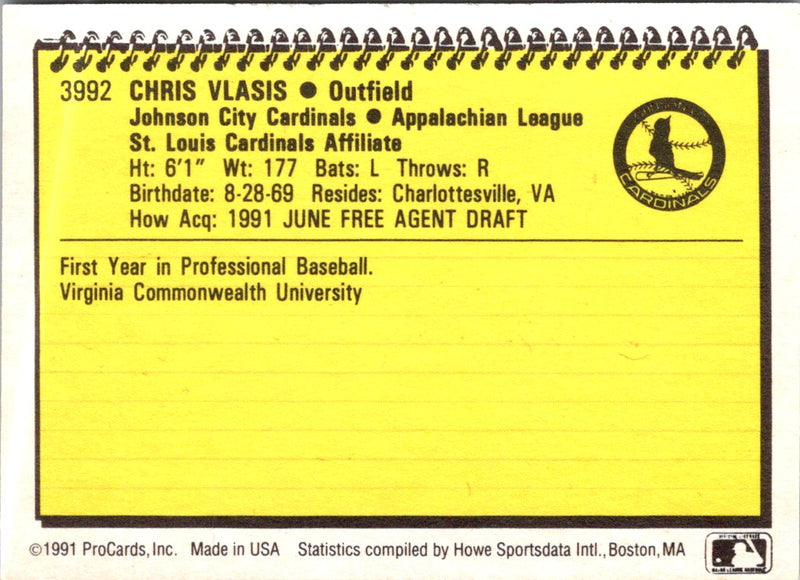 3992 CHRIS VLASIS ● Outfield
Johnson City Cardinals ● Appalachian League
St. Louis Cardinals Affiliate
Ht: 6'1" Wt: 177 Bats: L Throws: R
Birthdate: 8-28-69 Resides: Charlottesville, VA
How Acq: 1991 JUNE FREE AGENT DRAFT
CARDINALS
First Year in Professional Baseball.
Virginia Commonwealth University
©1991 ProCards, Inc. Made in USA Statistics compiled by Howe Sportsdata Intl., Boston, MA